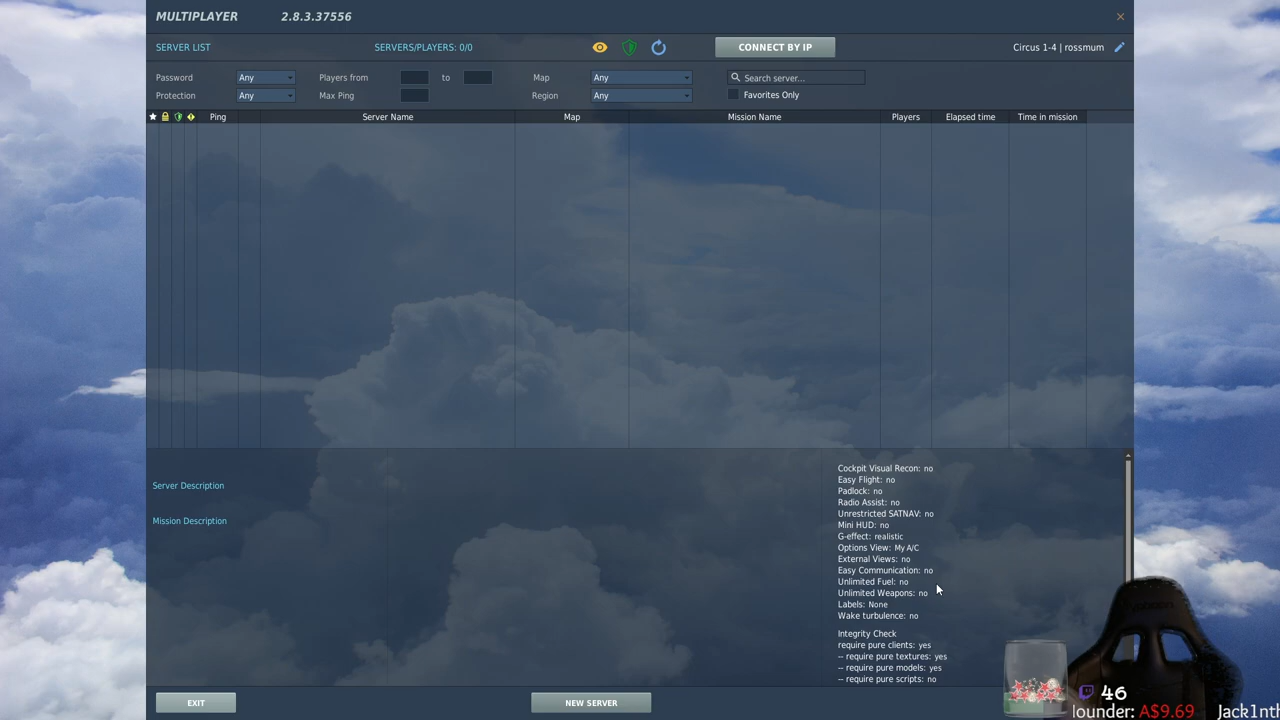 MULTIPLAYER 2.8.3.37556
SERVER LIST SERVERS/PLAYERS: 0/0 CONNECT BY IP Circus 1-4 | rossmum
Password Any Players from to Map Any Search server...
Protection Any Max Ping Region Any Favorites Only
Ping Server Name Map Mission Name Players Elapsed time Time in mission
Server Description
Mission Description
Cockpit Visual Recon: no
Easy Flight: no
Padlock: no
Radio Assist: no
Unrestricted SATNAV: no
Mini HUD: no
G-effect: realistic
Options View: My A/C
External Views: no
Easy Communication: no
Unlimited Fuel: no
Unlimited Weapons: no
Labels: None
Wake turbulence: no
Integrity Check
require pure clients: yes
-- require pure textures: yes
-- require pure models: yes
-- require pure scripts: no
EXIT NEW SERVER
46
ounder: A$9.69 Jack1nth